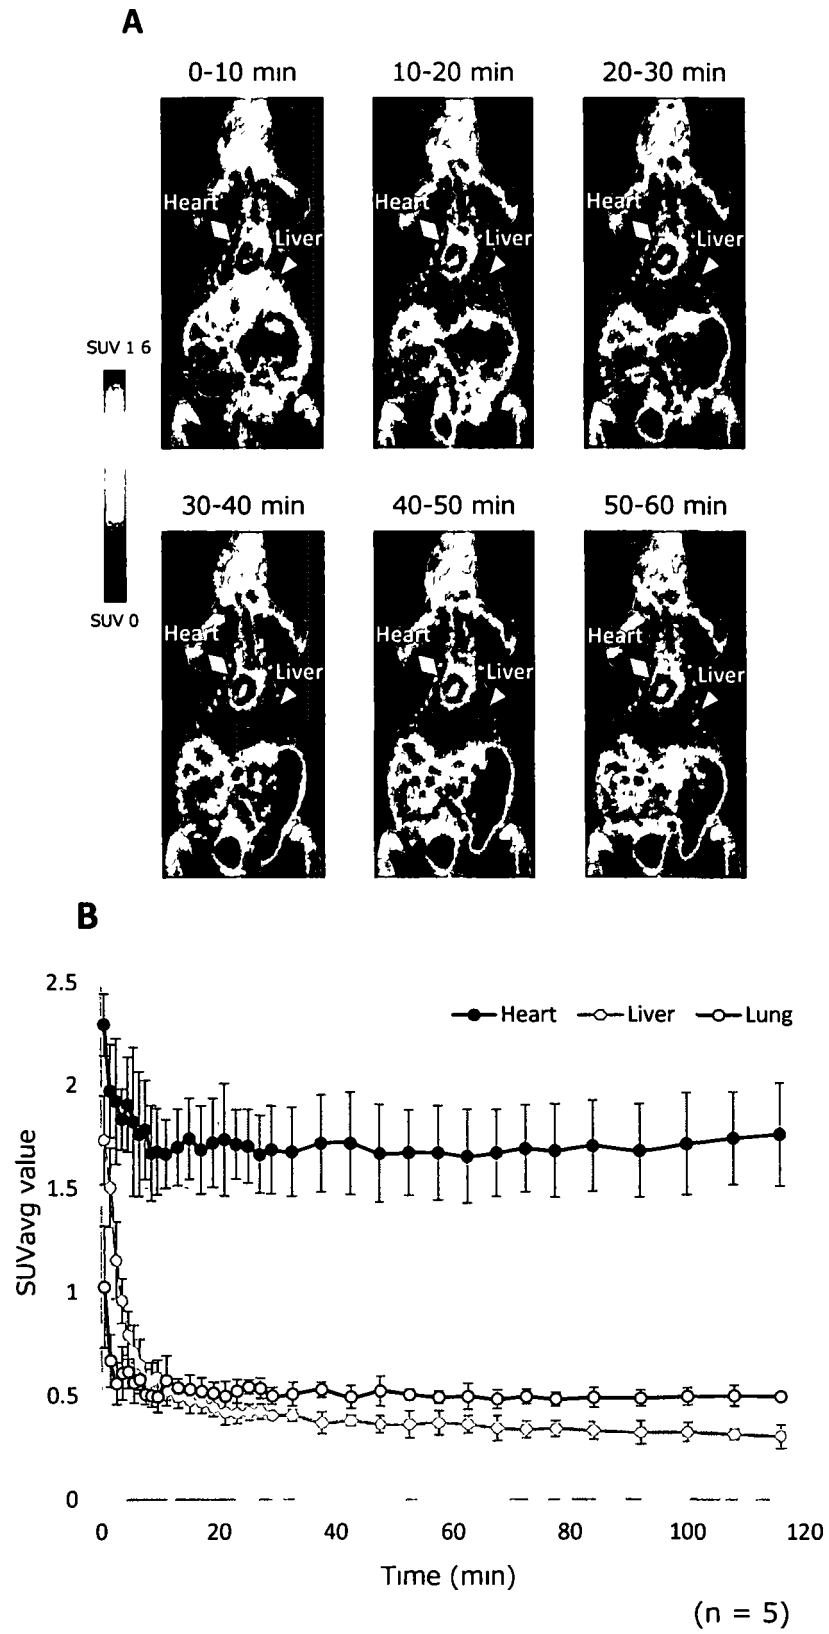 A
0-10 min
10-20 min
20-30 min
Heart
Liver
Heart
Liver
Heart
Liver
SUV 1 6
SUV 0
30-40 min
40-50 min
50-60 min
Heart
Liver
Heart
Liver
Heart
Liver
B
2.5
2
1.5
1
0.5
0
SUVavg value
Heart
Liver
Lung
0
20
40
60
80
100
120
Time (min)
(n = 5)